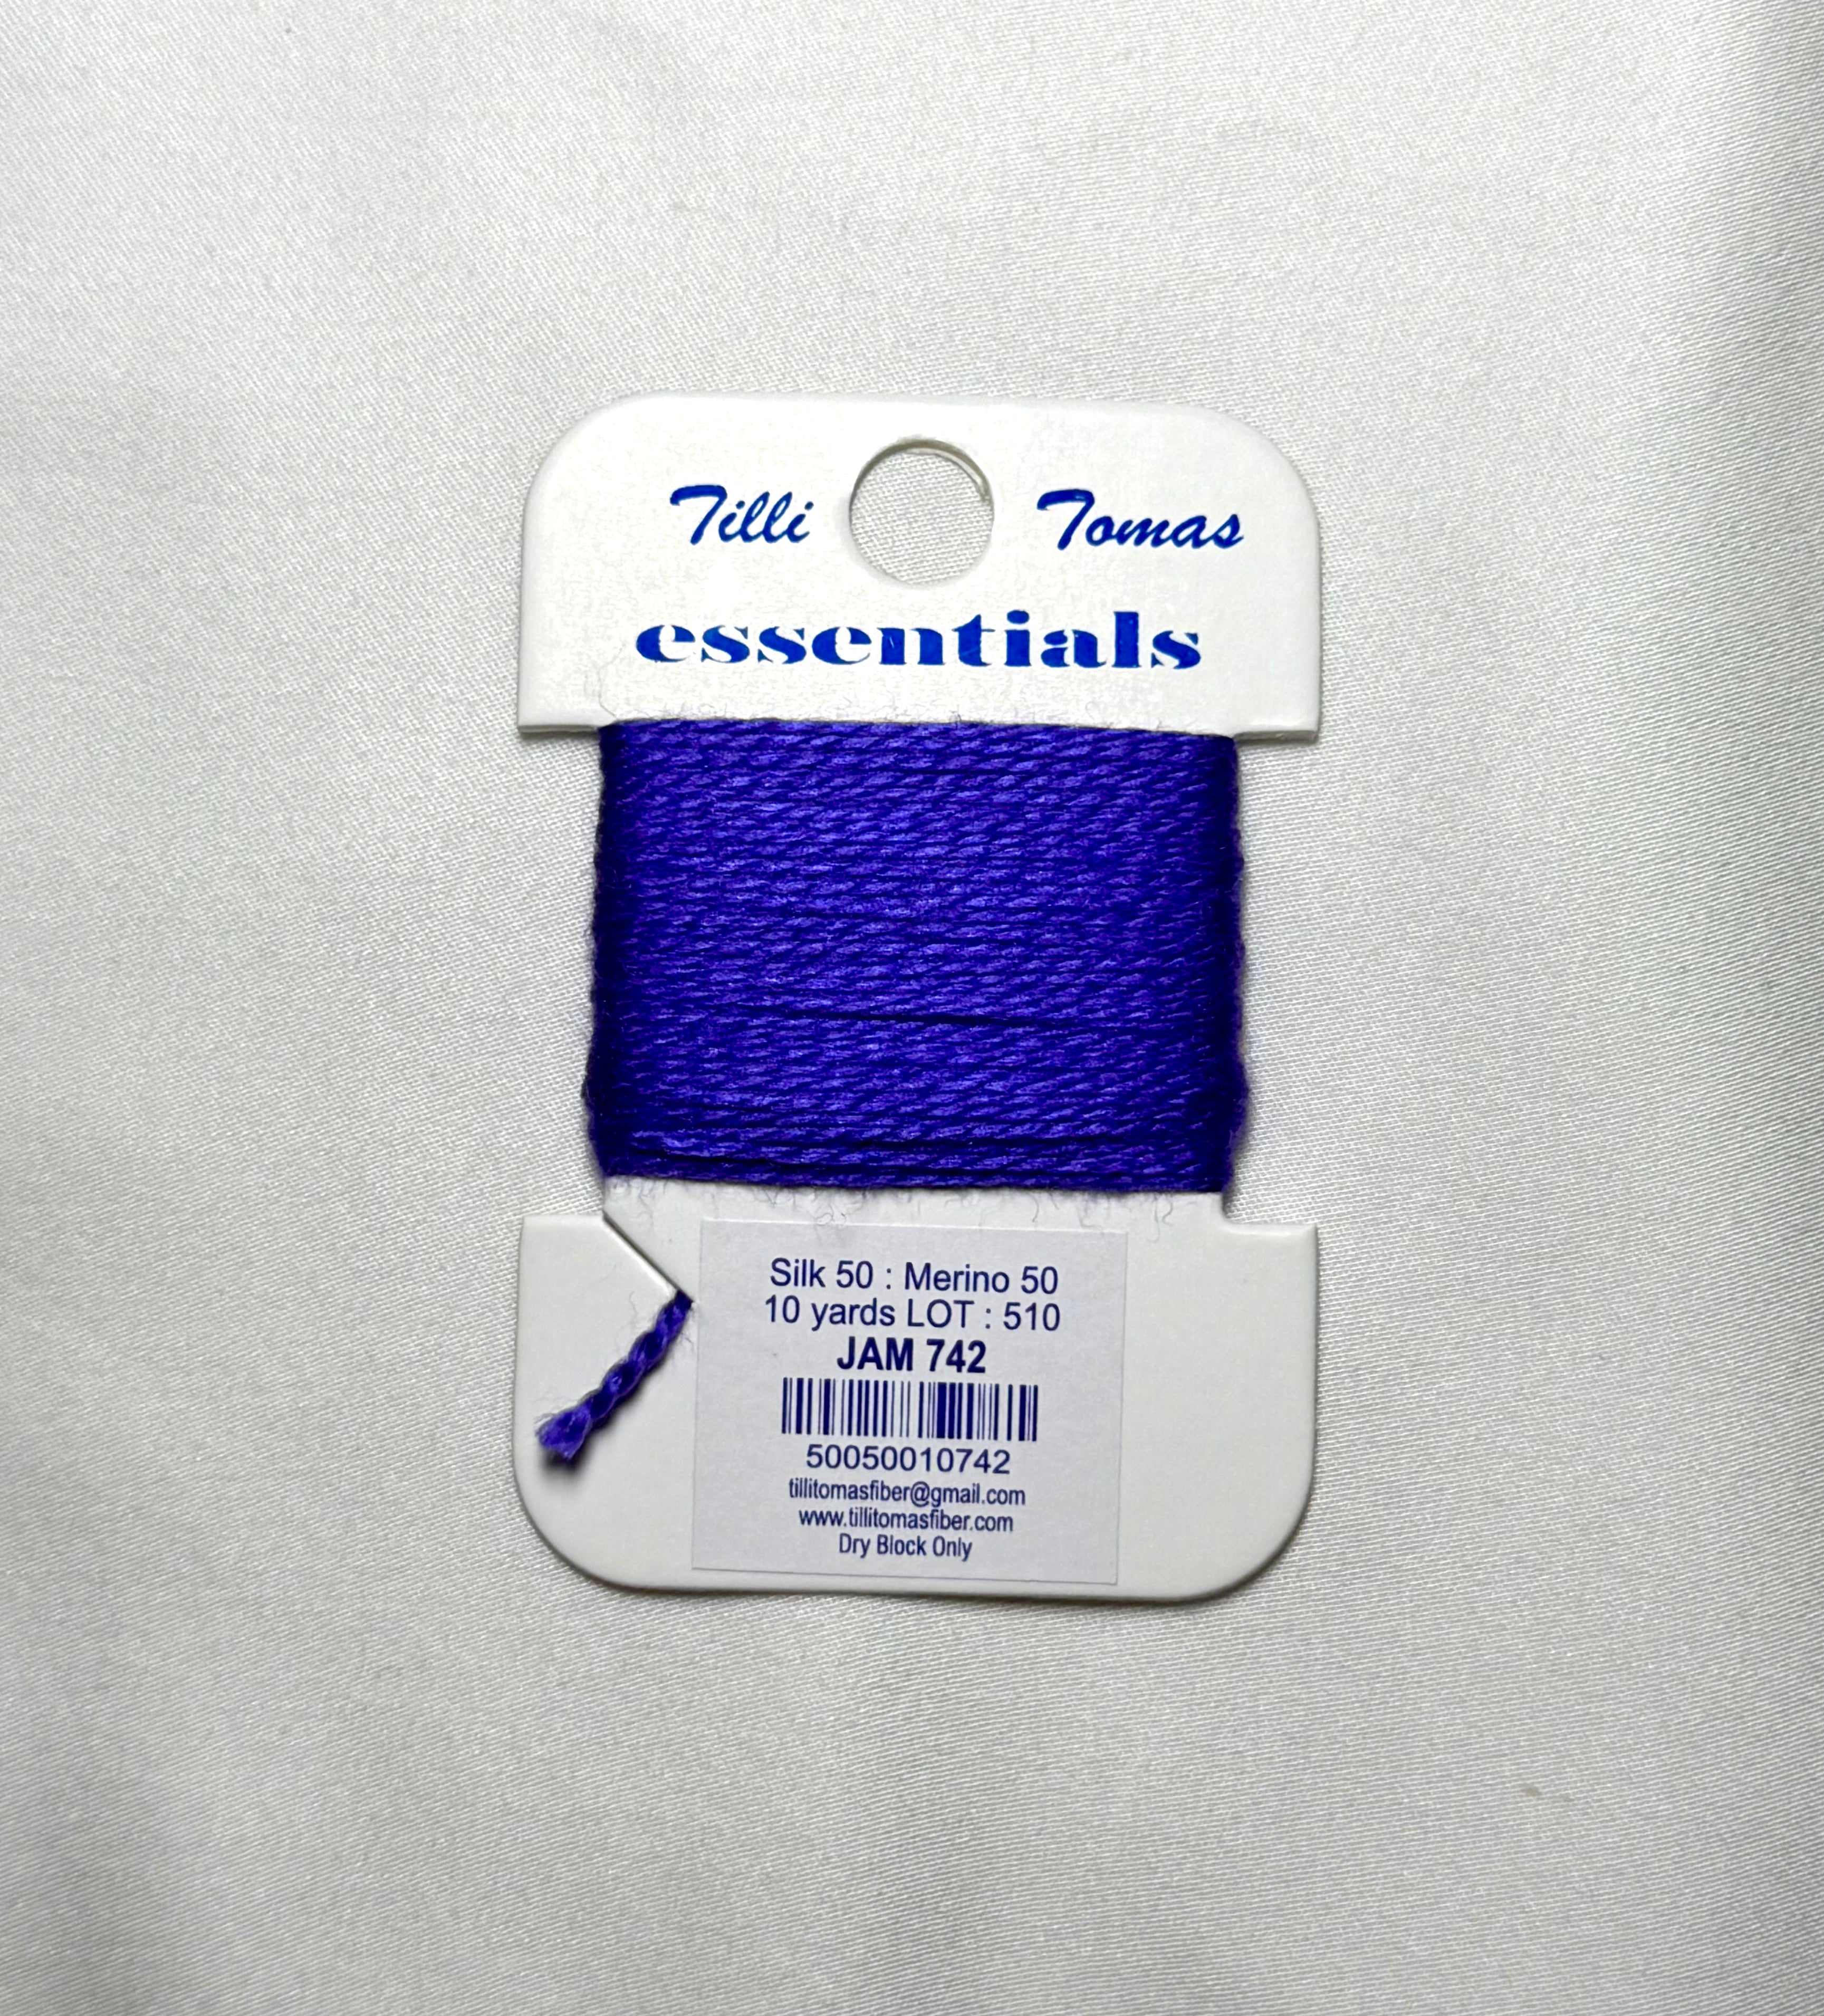 Tilli Tomas
essentials
Silk 50 : Merino 50
10 yards LOT : 510
JAM 742
50050010742
tillitomasfiber@gmail.com
www.tillitomasfiber.com
Dry Block Only